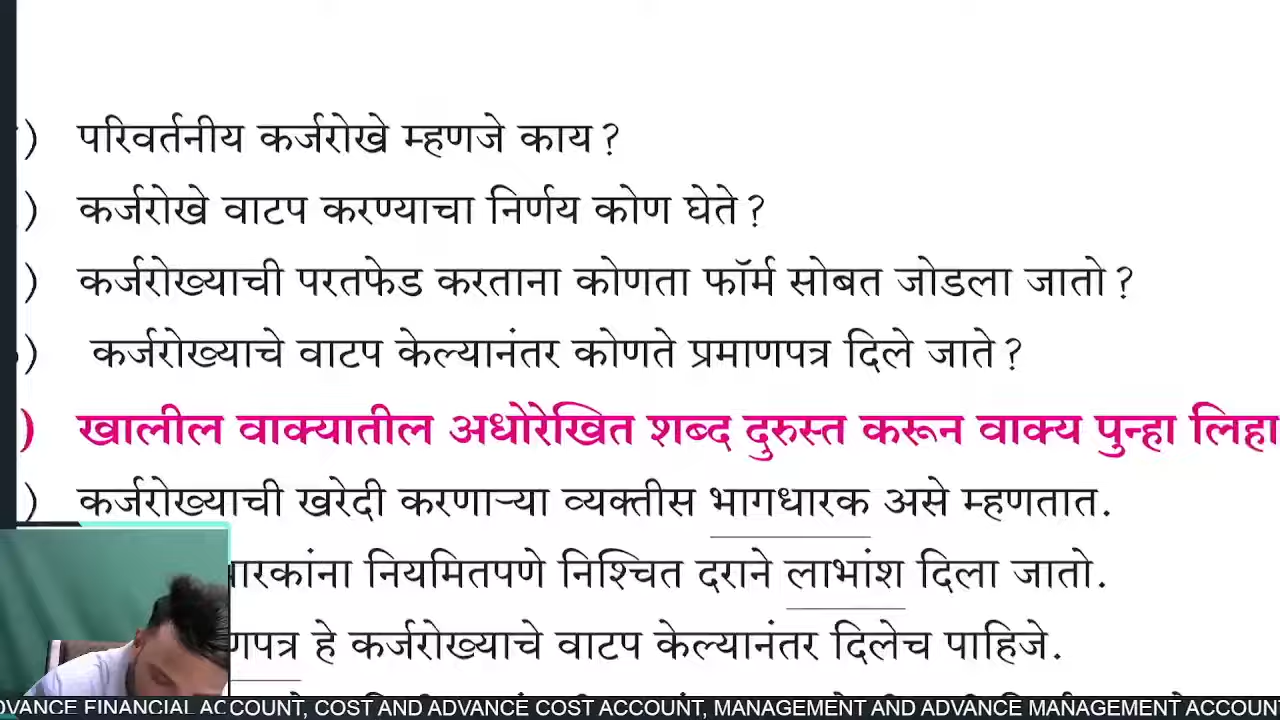 ) परिवर्तनीय कर्जरोखे म्हणजे काय?
) कर्जरोखे वाटप करण्याचा निर्णय कोण घेते?
) कर्जरोख्याची परतफेड करताना कोणता फॉर्म सोबत जोडला जातो?
) कर्जरोख्याचे वाटप केल्यानंतर कोणते प्रमाणपत्र दिले जाते?
) खालील वाक्यातील अधोरेखित शब्द दुरुस्त करून वाक्य पुन्हा लिहा
) कर्जरोख्याची खरेदी करणाऱ्या व्यक्तीस भागधारक असे म्हणतात.
नियमितपणे निश्चित दराने लाभांश दिला जातो.
हे कर्जरोख्याचे वाटप केल्यानंतर दिलेच पाहिजे.
DVANCE FINANCIAL ACCOUNT, COST AND ADVANCE COST ACCOUNT, MANAGEMENT AND ADVANCE MANAGEMENT ACCOUN